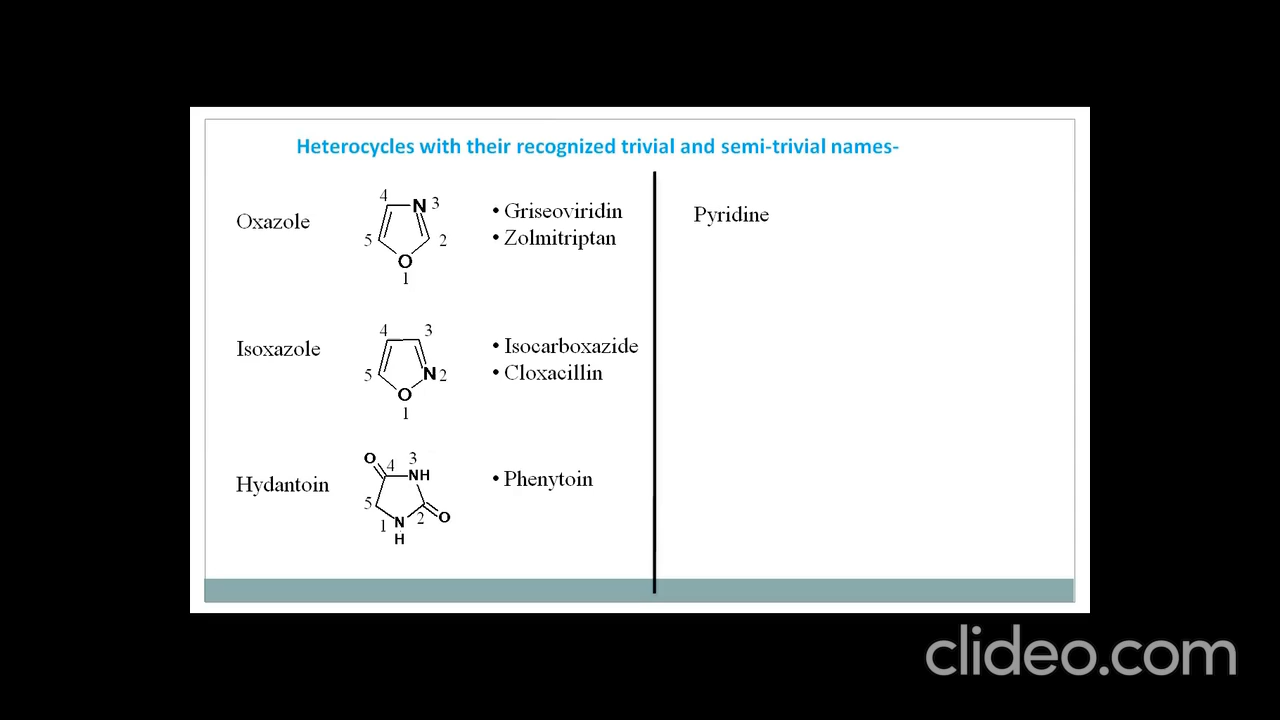 Heterocycles with their recognized trivial and semi-trivial names-
Oxazole
4
N 3
5
2
O
1
• Griseoviridin
• Zolmitriptan
Isoxazole
4
3
5
N 2
O
1
• Isocarboxazide
• Cloxacillin
Hydantoin
O
4
3
NH
5
1
N
H
2
O
• Phenytoin
Pyridine
clideo.com